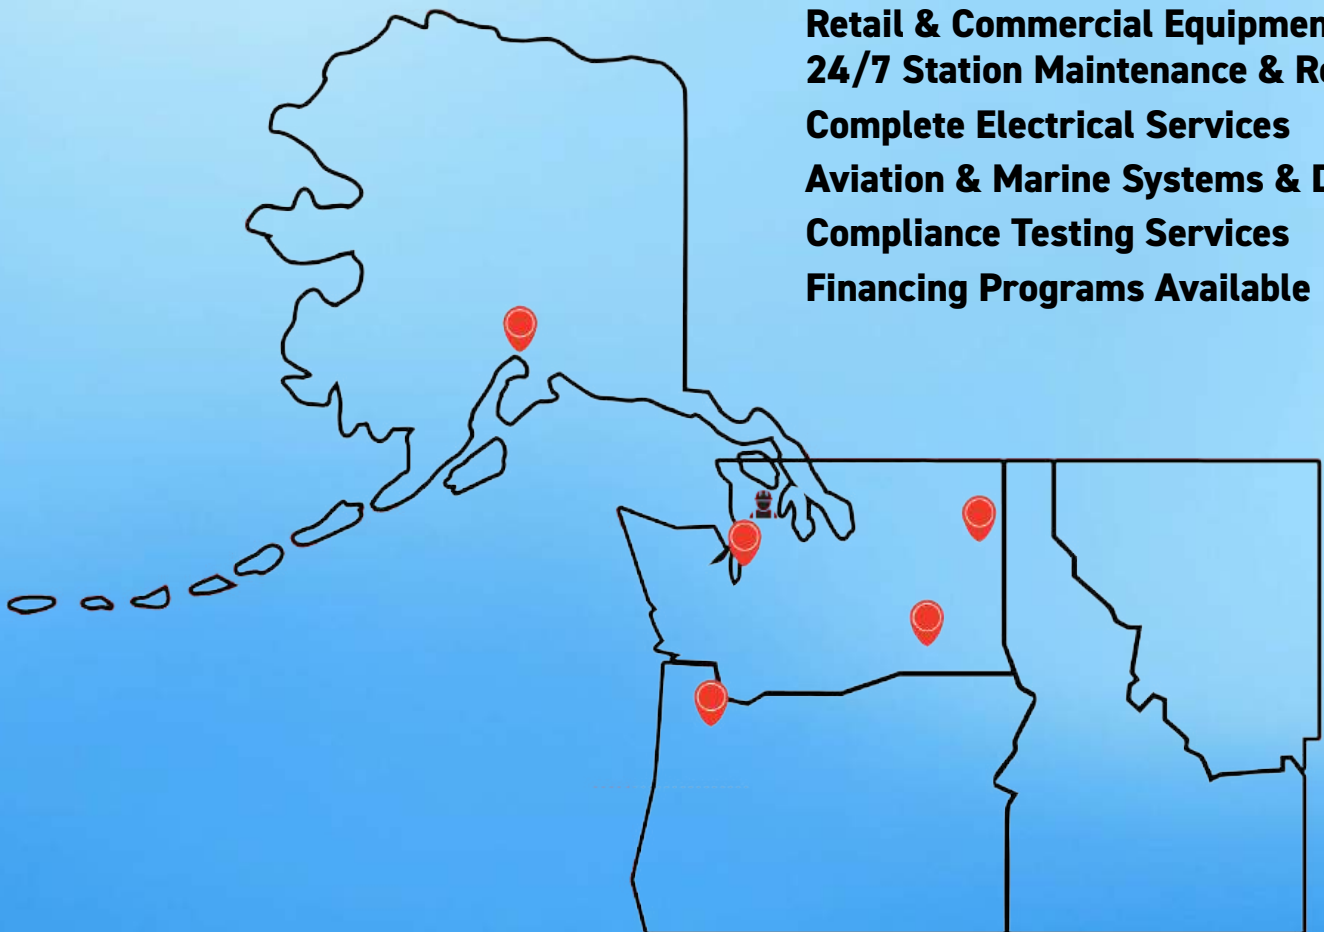 Retail & Commercial Equipmen
24/7 Station Maintenance & R
Complete Electrical Services
Aviation & Marine Systems &
Compliance Testing Services
Financing Programs Available